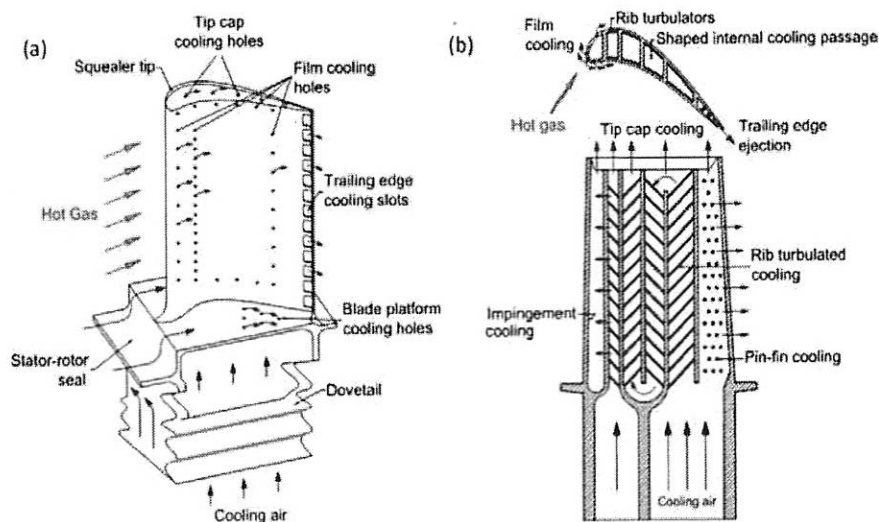 (a)
Tip cap
cooling holes
Squealer tip
Film cooling
holes
Hot Gas
Trailing edge
cooling slots
Blade platform
cooling holes
Stator-rotor
seal
Dovetail
Cooling air
(b)
Film
cooling
Rib turbulators
Shaped internal cooling passage
Hot gas
Tip cap cooling
Trailing edge
ejection
Rib turbulated
cooling
Impingement
cooling
Pin-fin cooling
Cooling air